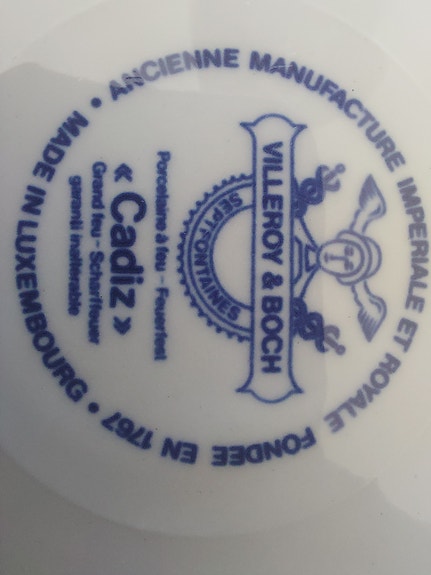 ANCIENNE MANUFACTURE IMPERIALE ET ROYALE FONDEE EN 1767 • MADE IN LUXEMBOURG •
VILLEROY & BOCH
SEPTFONTAINES
Porcelaine à feu - Feuerfest
« Cadiz »
Grand feu - Scharffeuer
garanti inaltérable